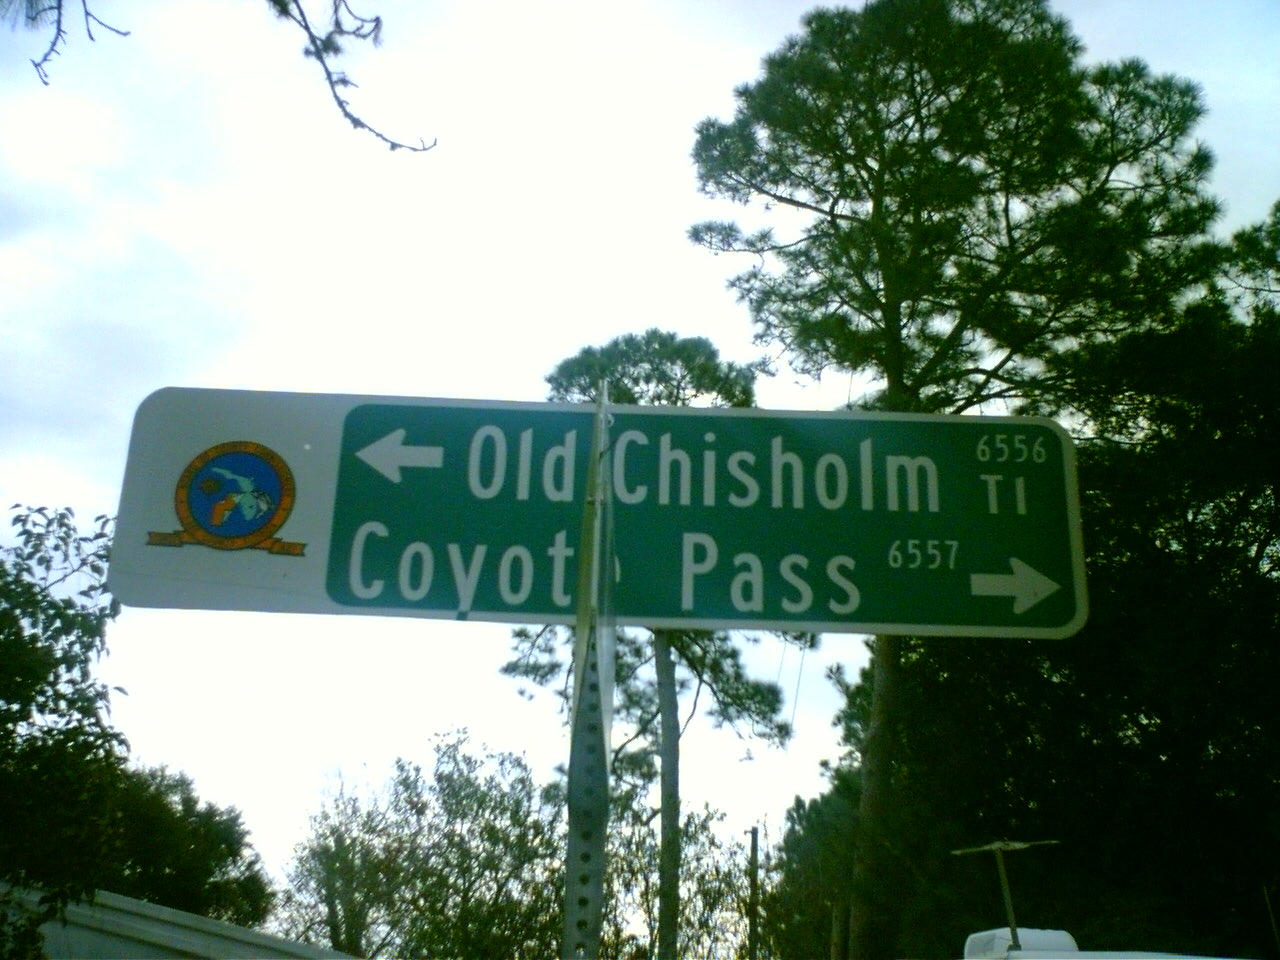 Old Chisholm 6556 Tl
Coyote Pass 6557